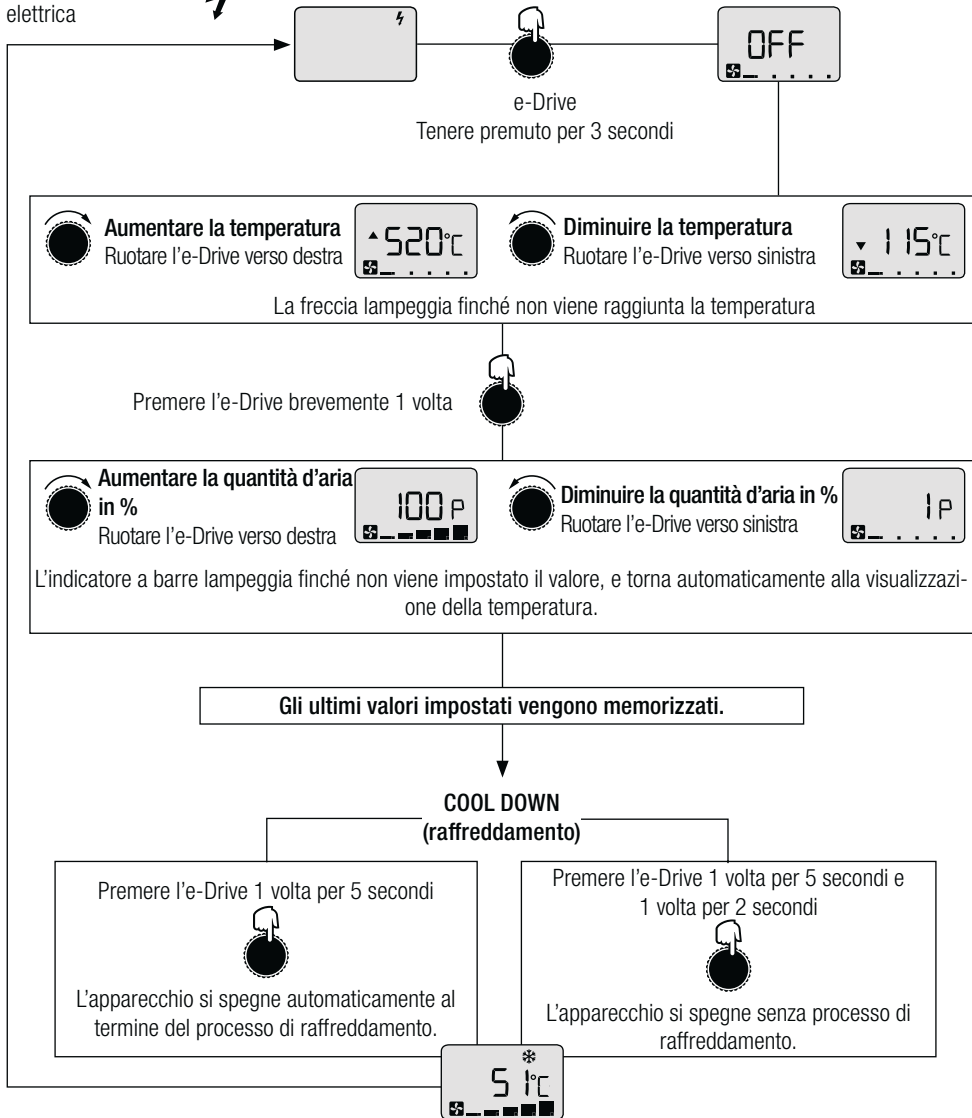 elettrica
OFF
e-Drive
Tenere premuto per 3 secondi
Aumentare la temperatura
Ruotare l'e-Drive verso destra
520°C
Diminuire la temperatura
Ruotare l'e-Drive verso sinistra
115°C
La freccia lampeggia finché non viene raggiunta la temperatura
Premere l'e-Drive brevemente 1 volta
Aumentare la quantità d'aria
in %
Ruotare l'e-Drive verso destra
100 P
Diminuire la quantità d'aria in %
Ruotare l'e-Drive verso sinistra
1 P
L'indicatore a barre lampeggia finché non viene impostato il valore, e torna automaticamente alla visualizzazi-
one della temperatura.
Gli ultimi valori impostati vengono memorizzati.
COOL DOWN
(raffreddamento)
Premere l'e-Drive 1 volta per 5 secondi
L'apparecchio si spegne automaticamente al
termine del processo di raffreddamento.
Premere l'e-Drive 1 volta per 5 secondi e
1 volta per 2 secondi
L'apparecchio si spegne senza processo di
raffreddamento.
51°C